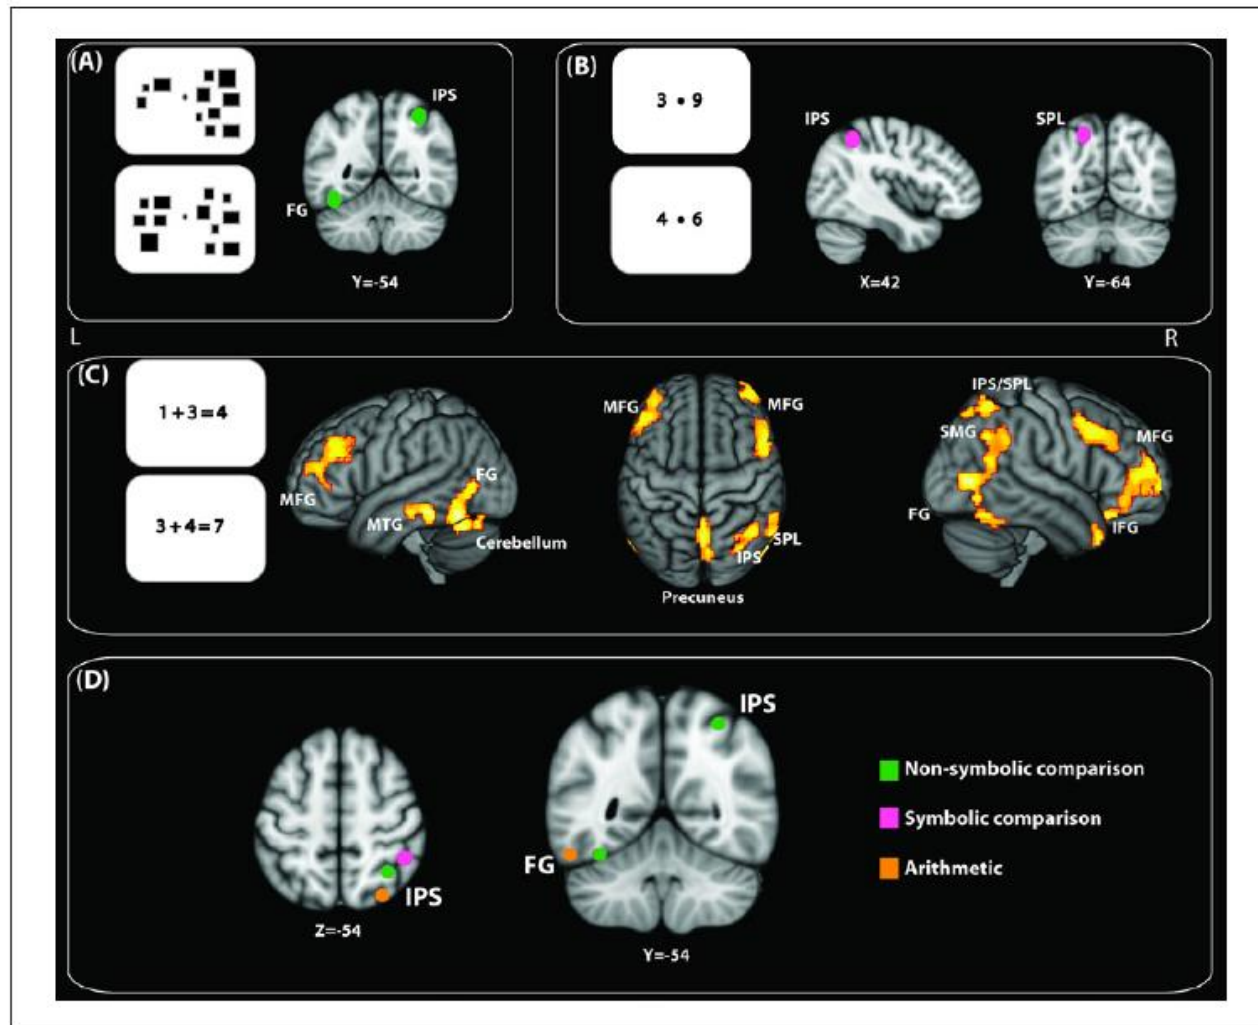 (A)
IPS
FG
Y=-54
(B)
3 • 9
4 • 6
IPS
SPL
X=42
Y=-64
L
R
(C)
1+3=4
3+4=7
MFG
MTG
FG
Cerebellum
MFG
MFG
IPS
SPL
Precuneus
IPS/SPL
SMG
MFG
FG
IFG
(D)
IPS
Z=-54
IPS
FG
Y=-54
Non-symbolic comparison
Symbolic comparison
Arithmetic